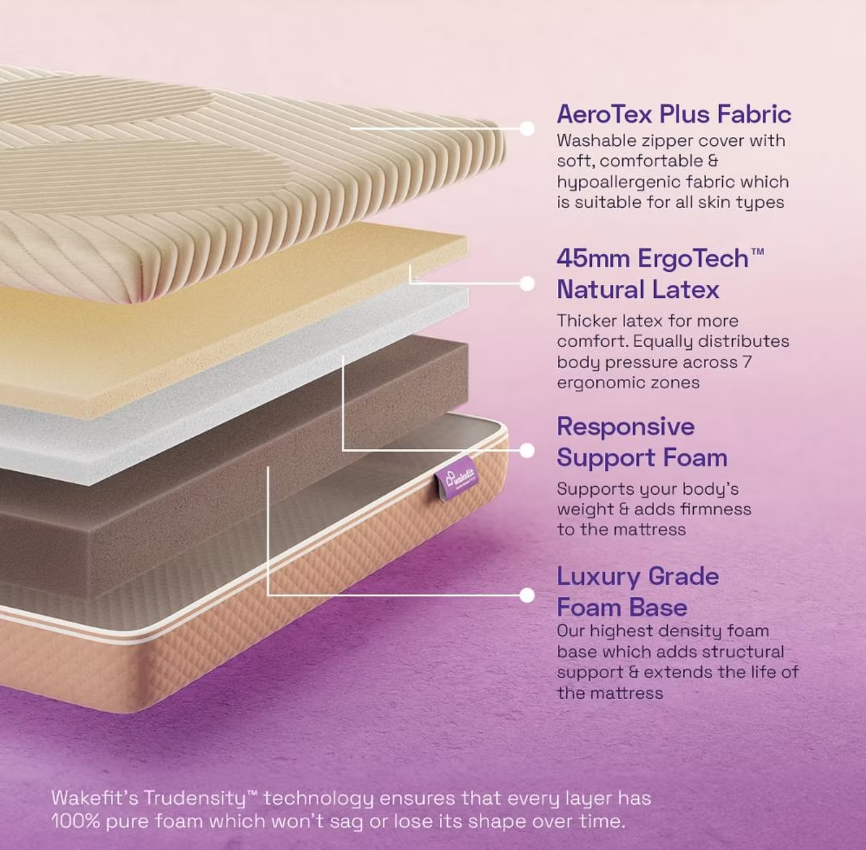 AeroTex Plus Fabric
Washable zipper cover with
soft, comfortable &
hypoallergenic fabric which
is suitable for all skin types
45mm ErgoTech™
Natural Latex
Thicker latex for more
comfort. Equally distributes
body pressure across 7
ergonomic zones
Responsive
Support Foam
Supports your body's
weight & adds firmness
to the mattress
wakefit
Luxury Grade
Foam Base
Our highest density foam
base which adds structural
support & extends the life of
the mattress
Wakefit's Trudensity™ technology ensures that every layer has
100% pure foam which won't sag or lose its shape over time.